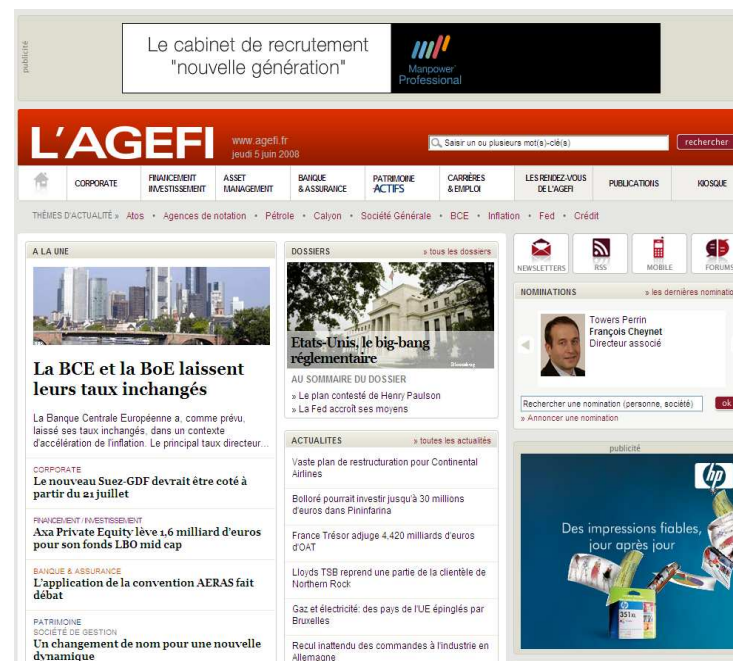 publicité
Le cabinet de recrutement
"nouvelle génération"
Manpower
Professional
L'AGEFI
www.agefi.fr
jeudi 5 juin 2008
Saisir un ou plusieurs mot(s)-clé(s)
rechercher
CORPORATE
FINANCEMENT
INVESTISSEMENT
ASSET
MANAGEMENT
BANQUE
& ASSURANCE
PATRIMOINE
ACTIFS
CARRIÈRES
& EMPLOI
LES RENDEZ-VOUS
DE L'AGEFI
PUBLICATIONS
KIOSQUE
THÈMES D'ACTUALITÉ » Atos • Agences de notation • Pétrole • Calyon • Société Générale • BCE • Inflation • Fed • Crédit
A LA UNE
La BCE et la BoE laissent
leurs taux inchangés
La Banque Centrale Européenne a, comme prévu,
laissé ses taux inchangés, dans un contexte
d'accélération de l'inflation. Le principal taux directeur...
CORPORATE
Le nouveau Suez-GDF devrait être coté à
partir du 21 juillet
FINANCEMENT / INVESTISSEMENT
Axa Private Equity lève 1,6 milliard d'euros
pour son fonds LBO mid cap
BANQUE & ASSURANCE
L'application de la convention AERAS fait
débat
PATRIMOINE
SOCIÉTÉ DE GESTION
Un changement de nom pour une nouvelle
dynamique
DOSSIERS
» tous les dossiers
Etats-Unis, le big-bang
réglementaire
Bloomberg
AU SOMMAIRE DU DOSSIER
» Le plan contesté de Henry Paulson
» La Fed accroît ses moyens
ACTUALITES
» toutes les actualités
Vaste plan de restructuration pour Continental
Airlines
Bolloré pourrait investir jusqu'à 30 millions
d'euros dans Pininfarina
France Trésor adjuge 4,420 milliards d'euros
d'OAT
Lloyds TSB reprend une partie de la clientèle de
Northern Rock
Gaz et électricité: des pays de l'UE épinglés par
Bruxelles
Recul inattendu des commandes à l'industrie en
Allemagne
NEWSLETTERS
RSS
MOBILE
FORUMS
NOMINATIONS
» les dernières nominatio
Towers Perrin
François Cheynet
Directeur associé
Rechercher une nomination (personne, société)
ok
» Annoncer une nomination
publicité
hp
Des impressions fiables,
jour après jour
351XL